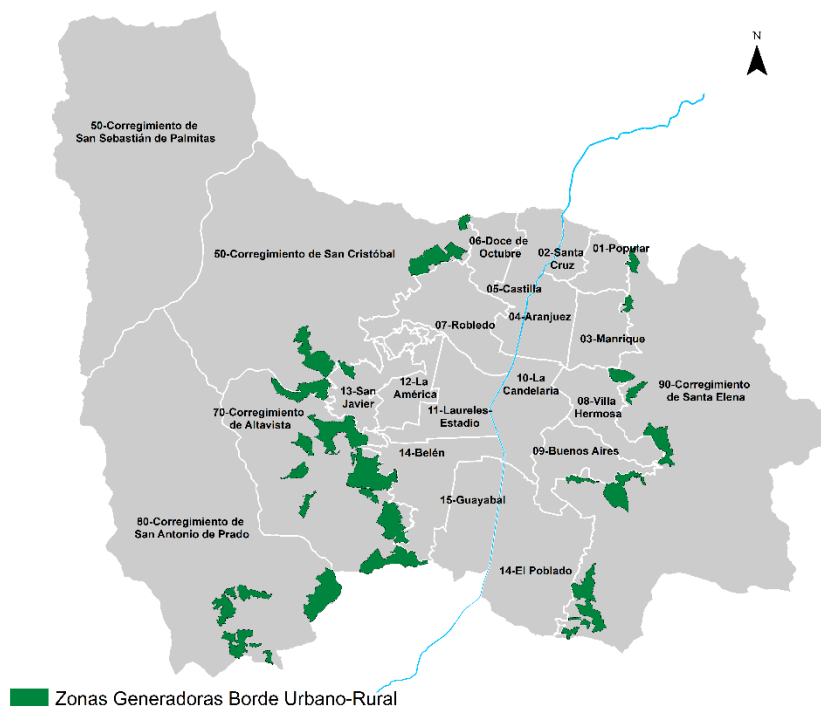 N
50-Corregimiento de
San Sebastián de Palmitas
50-Corregimiento de San Cristóbal
06-Doce de
Octubre
02-Santa
Cruz
01-Popular
05-Castilla
04-Aranjuez
07-Robledo
03-Manrique
13-San
Javier
12-La
América
10-La
Candelaria
08-Villa
Hermosa
90-Corregimiento
de Santa Elena
70-Corregimiento
de Altavista
11-Laureles-
Estadio
14-Belén
09-Buenos Aires
15-Guayabal
80-Corregimiento de
San Antonio de Prado
14-El Poblado
Zonas Generadoras Borde Urbano-Rural